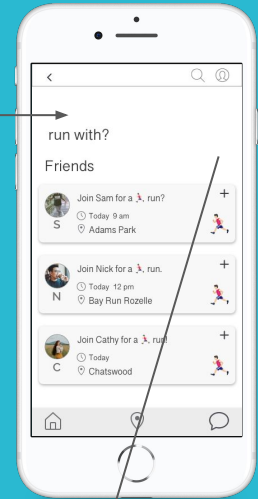 run with?
Friends
Join Sam for a 🏃 run?
Today 9 am
S
Adams Park
Join Nick for a 🏃 run.
Today 12 pm
N
Bay Run Rozelle
Join Cathy for a 🏃 run!
Today
C
Chatswood